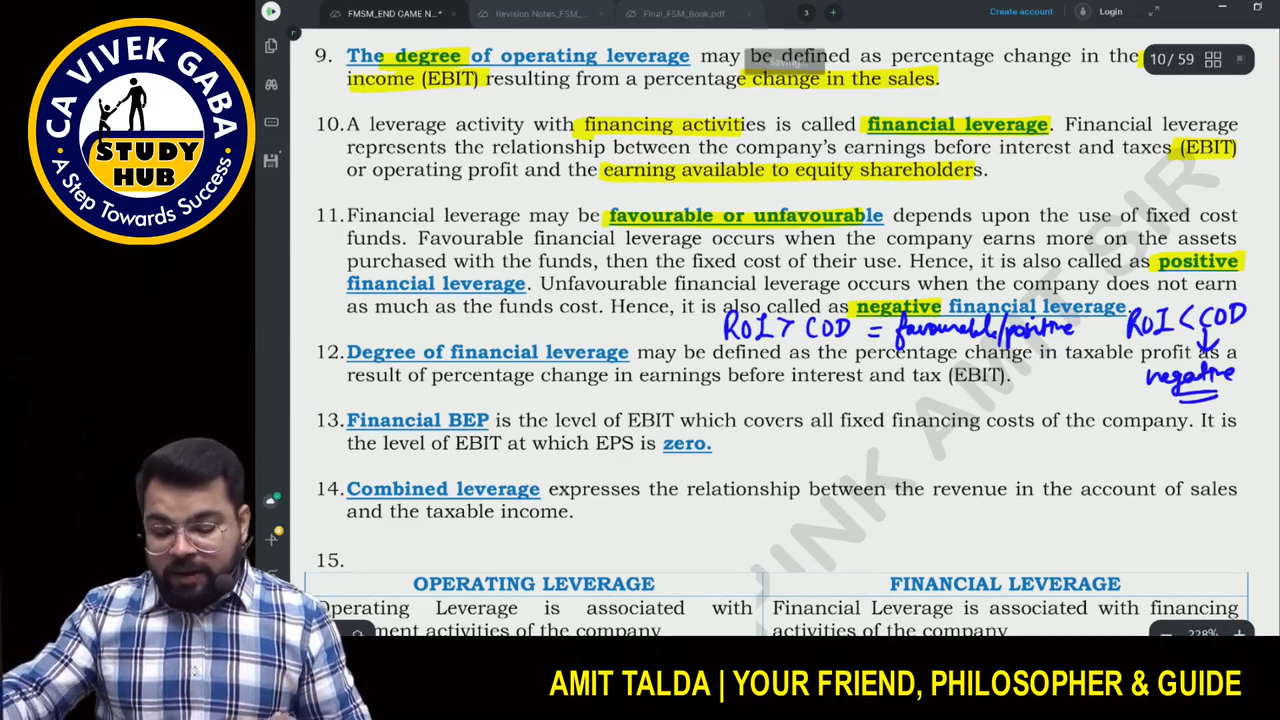 FMSM_END CAME N...*
Revision Notes_FSM_...
Final_FSM_Book.pdf
3
Create account
Login
CA VIVEK GABA
STUDY
HUB
• A Step Towards Success •
10 / 59
9. The degree of operating leverage may be defined as percentage change in the
income (EBIT) resulting from a percentage change in the sales.
Saving...
10. A leverage activity with financing activities is called financial leverage. Financial leverage
represents the relationship between the company's earnings before interest and taxes (EBIT)
or operating profit and the earning available to equity shareholders.
11. Financial leverage may be favourable or unfavourable depends upon the use of fixed cost
funds. Favourable financial leverage occurs when the company earns more on the assets
purchased with the funds, then the fixed cost of their use. Hence, it is also called as positive
financial leverage. Unfavourable financial leverage occurs when the company does not earn
as much as the funds cost. Hence, it is also called as negative financial leverage.
ROI > COD = favourable/positive ROI < COD
negative
12. Degree of financial leverage may be defined as the percentage change in taxable profit as a
result of percentage change in earnings before interest and tax (EBIT).
13. Financial BEP is the level of EBIT which covers all fixed financing costs of the company. It is
the level of EBIT at which EPS is zero.
14. Combined leverage expresses the relationship between the revenue in the account of sales
and the taxable income.
15.
OPERATING LEVERAGE
FINANCIAL LEVERAGE
Operating Leverage is associated with
activities of the company
Financial Leverage is associated with financing
activities of the company
228%
AMIT SIR
AMIT TALDA | YOUR FRIEND, PHILOSOPHER & GUIDE